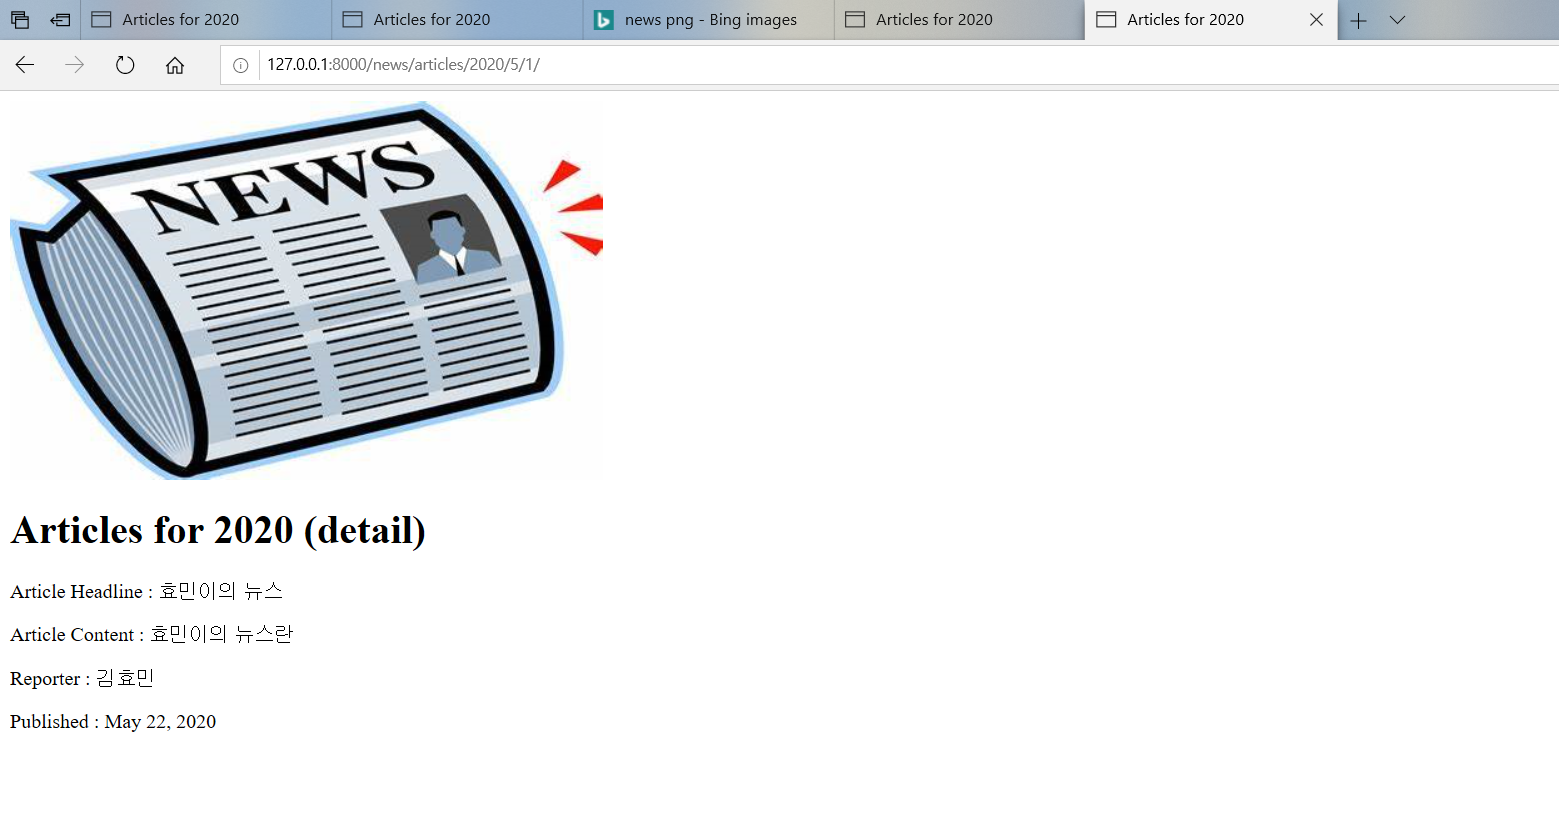 Articles for 2020
Articles for 2020
news png - Bing images
Articles for 2020
Articles for 2020
127.0.0.1:8000/news/articles/2020/5/1/
NEWS
Articles for 2020 (detail)
Article Headline : 효민이의 뉴스
Article Content : 효민이의 뉴스란
Reporter : 김효민
Published : May 22, 2020